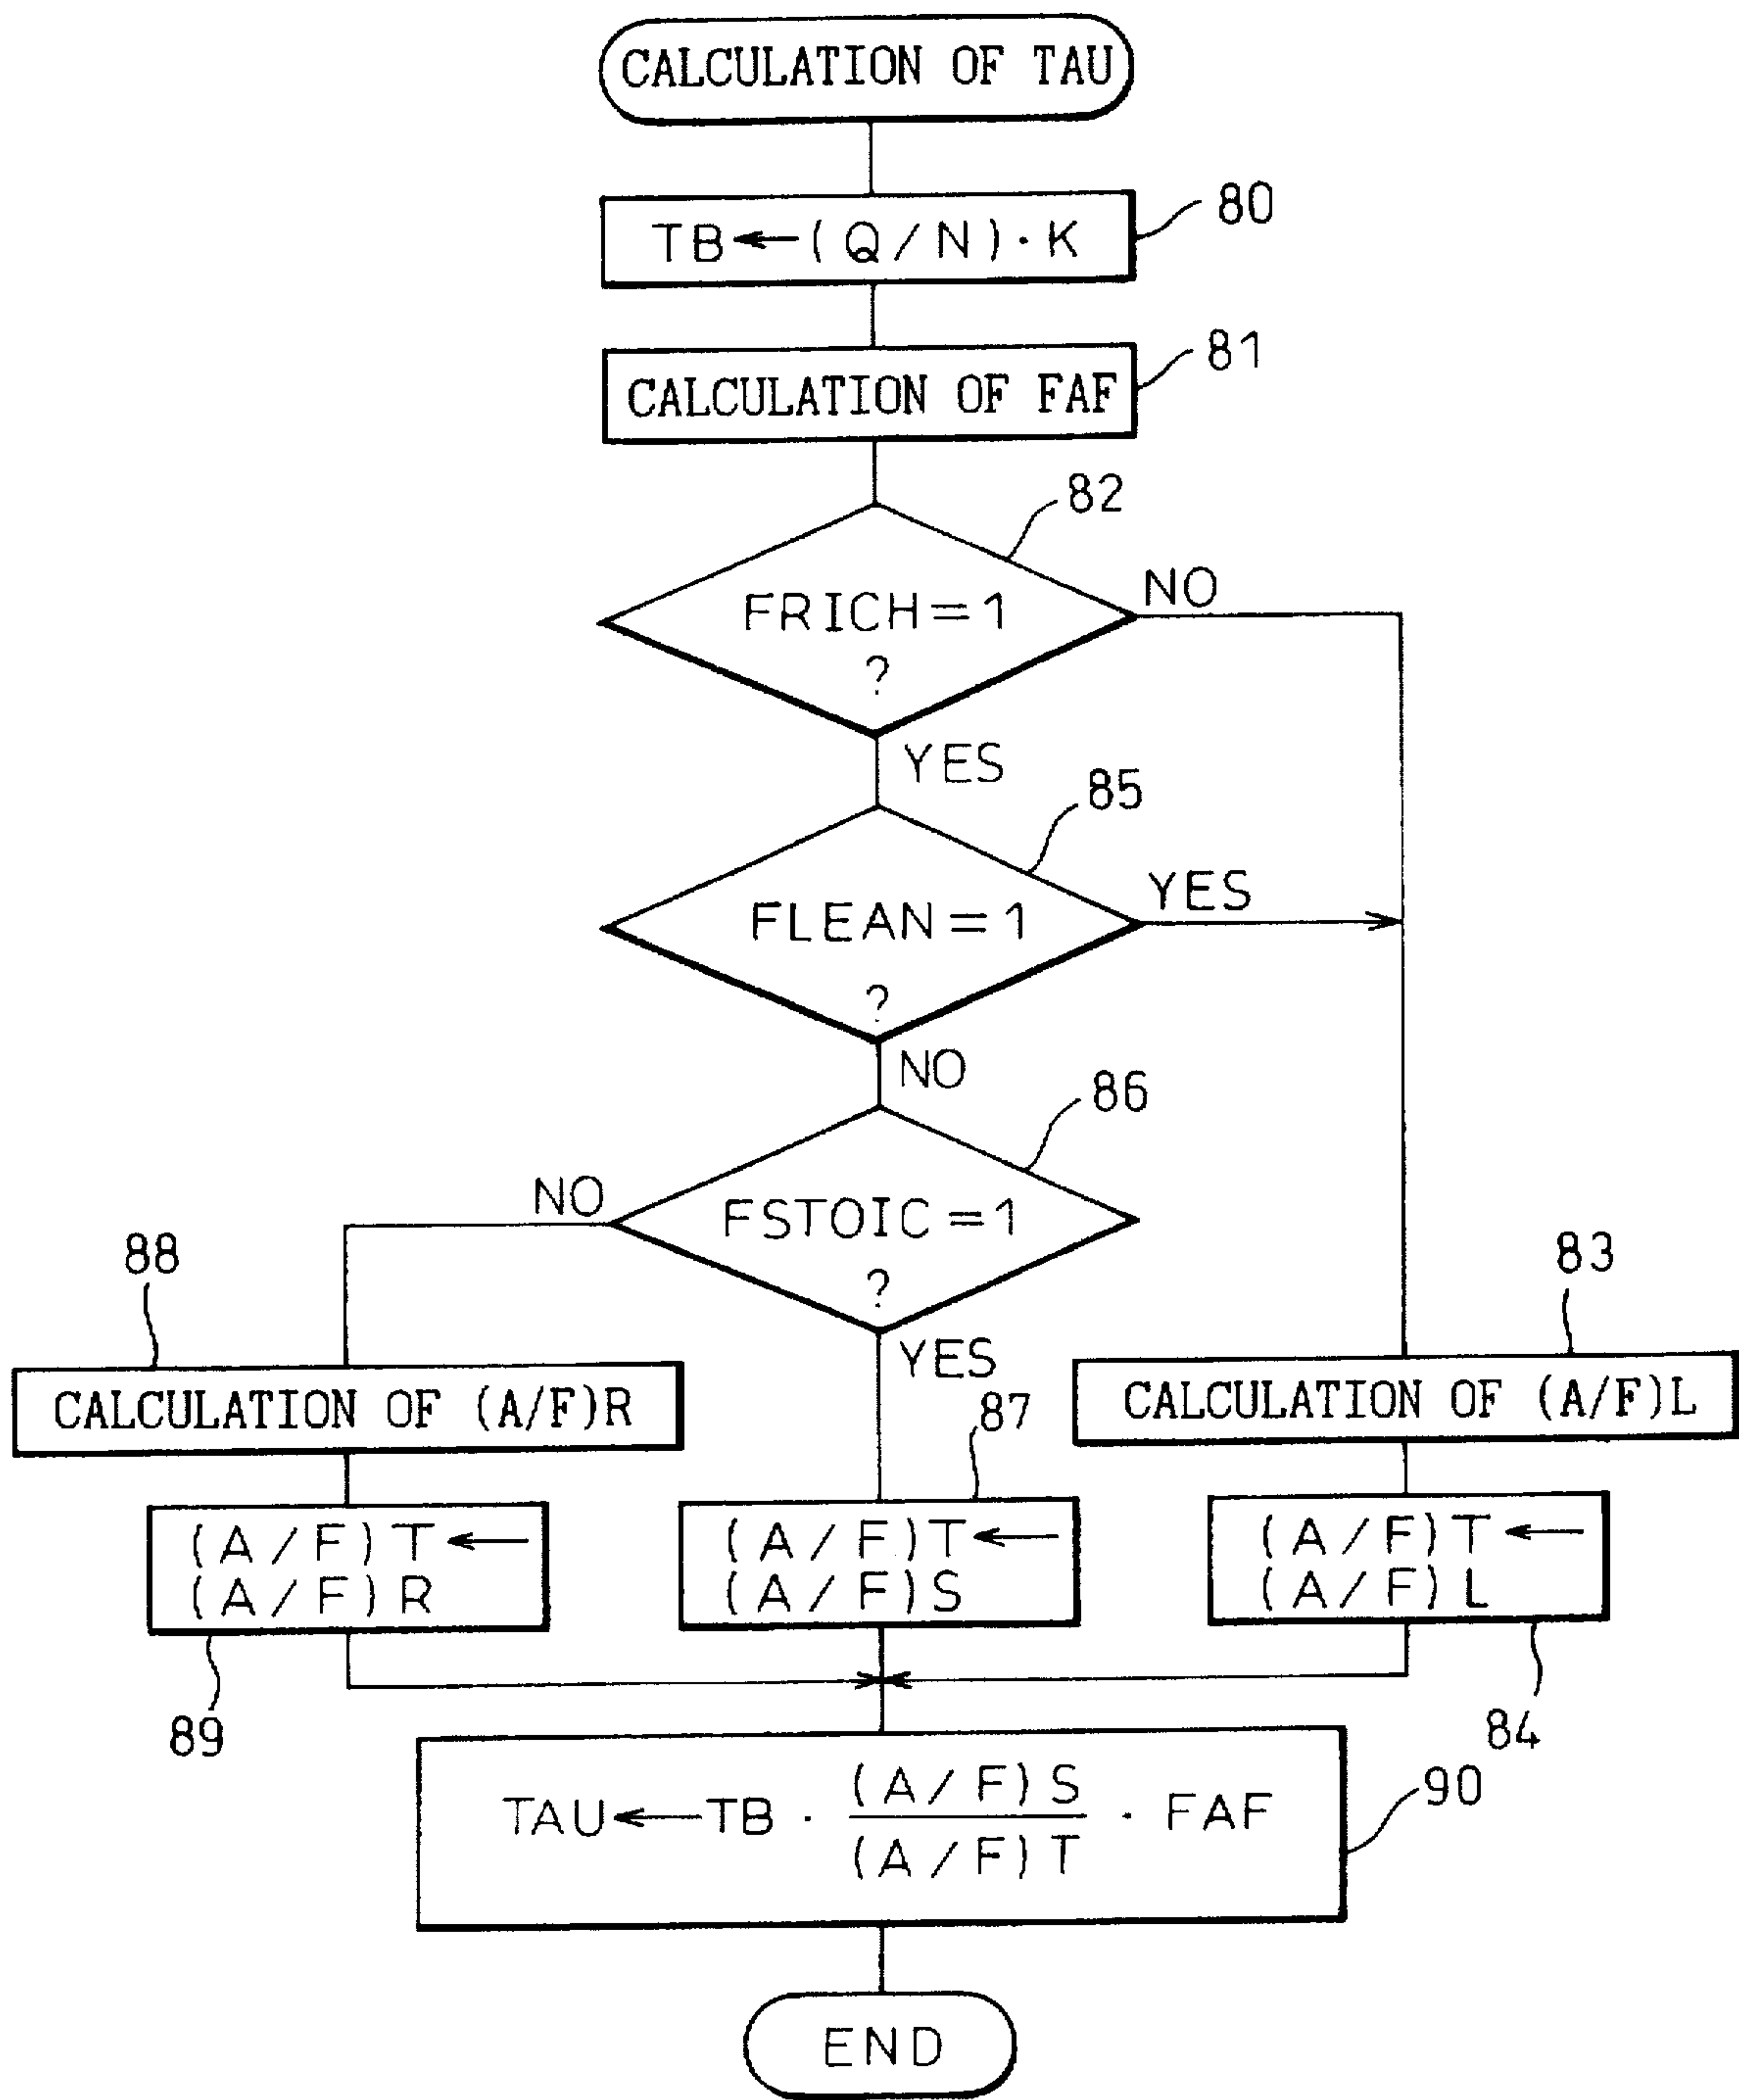 CALCULATION OF TAU
TB←(Q/N)·K
80
CALCULATION OF FAF
81
82
FRICH=1
?
NO
YES
85
FLEAN=1
?
YES
NO
86
FSTOIC=1
?
NO
YES
88
CALCULATION OF (A/F)R
83
CALCULATION OF (A/F)L
87
(A/F)T←
(A/F)R
89
(A/F)T←
(A/F)S
(A/F)T←
(A/F)L
84
TAU←TB · (A/F)S / (A/F)T · FAF
90
END